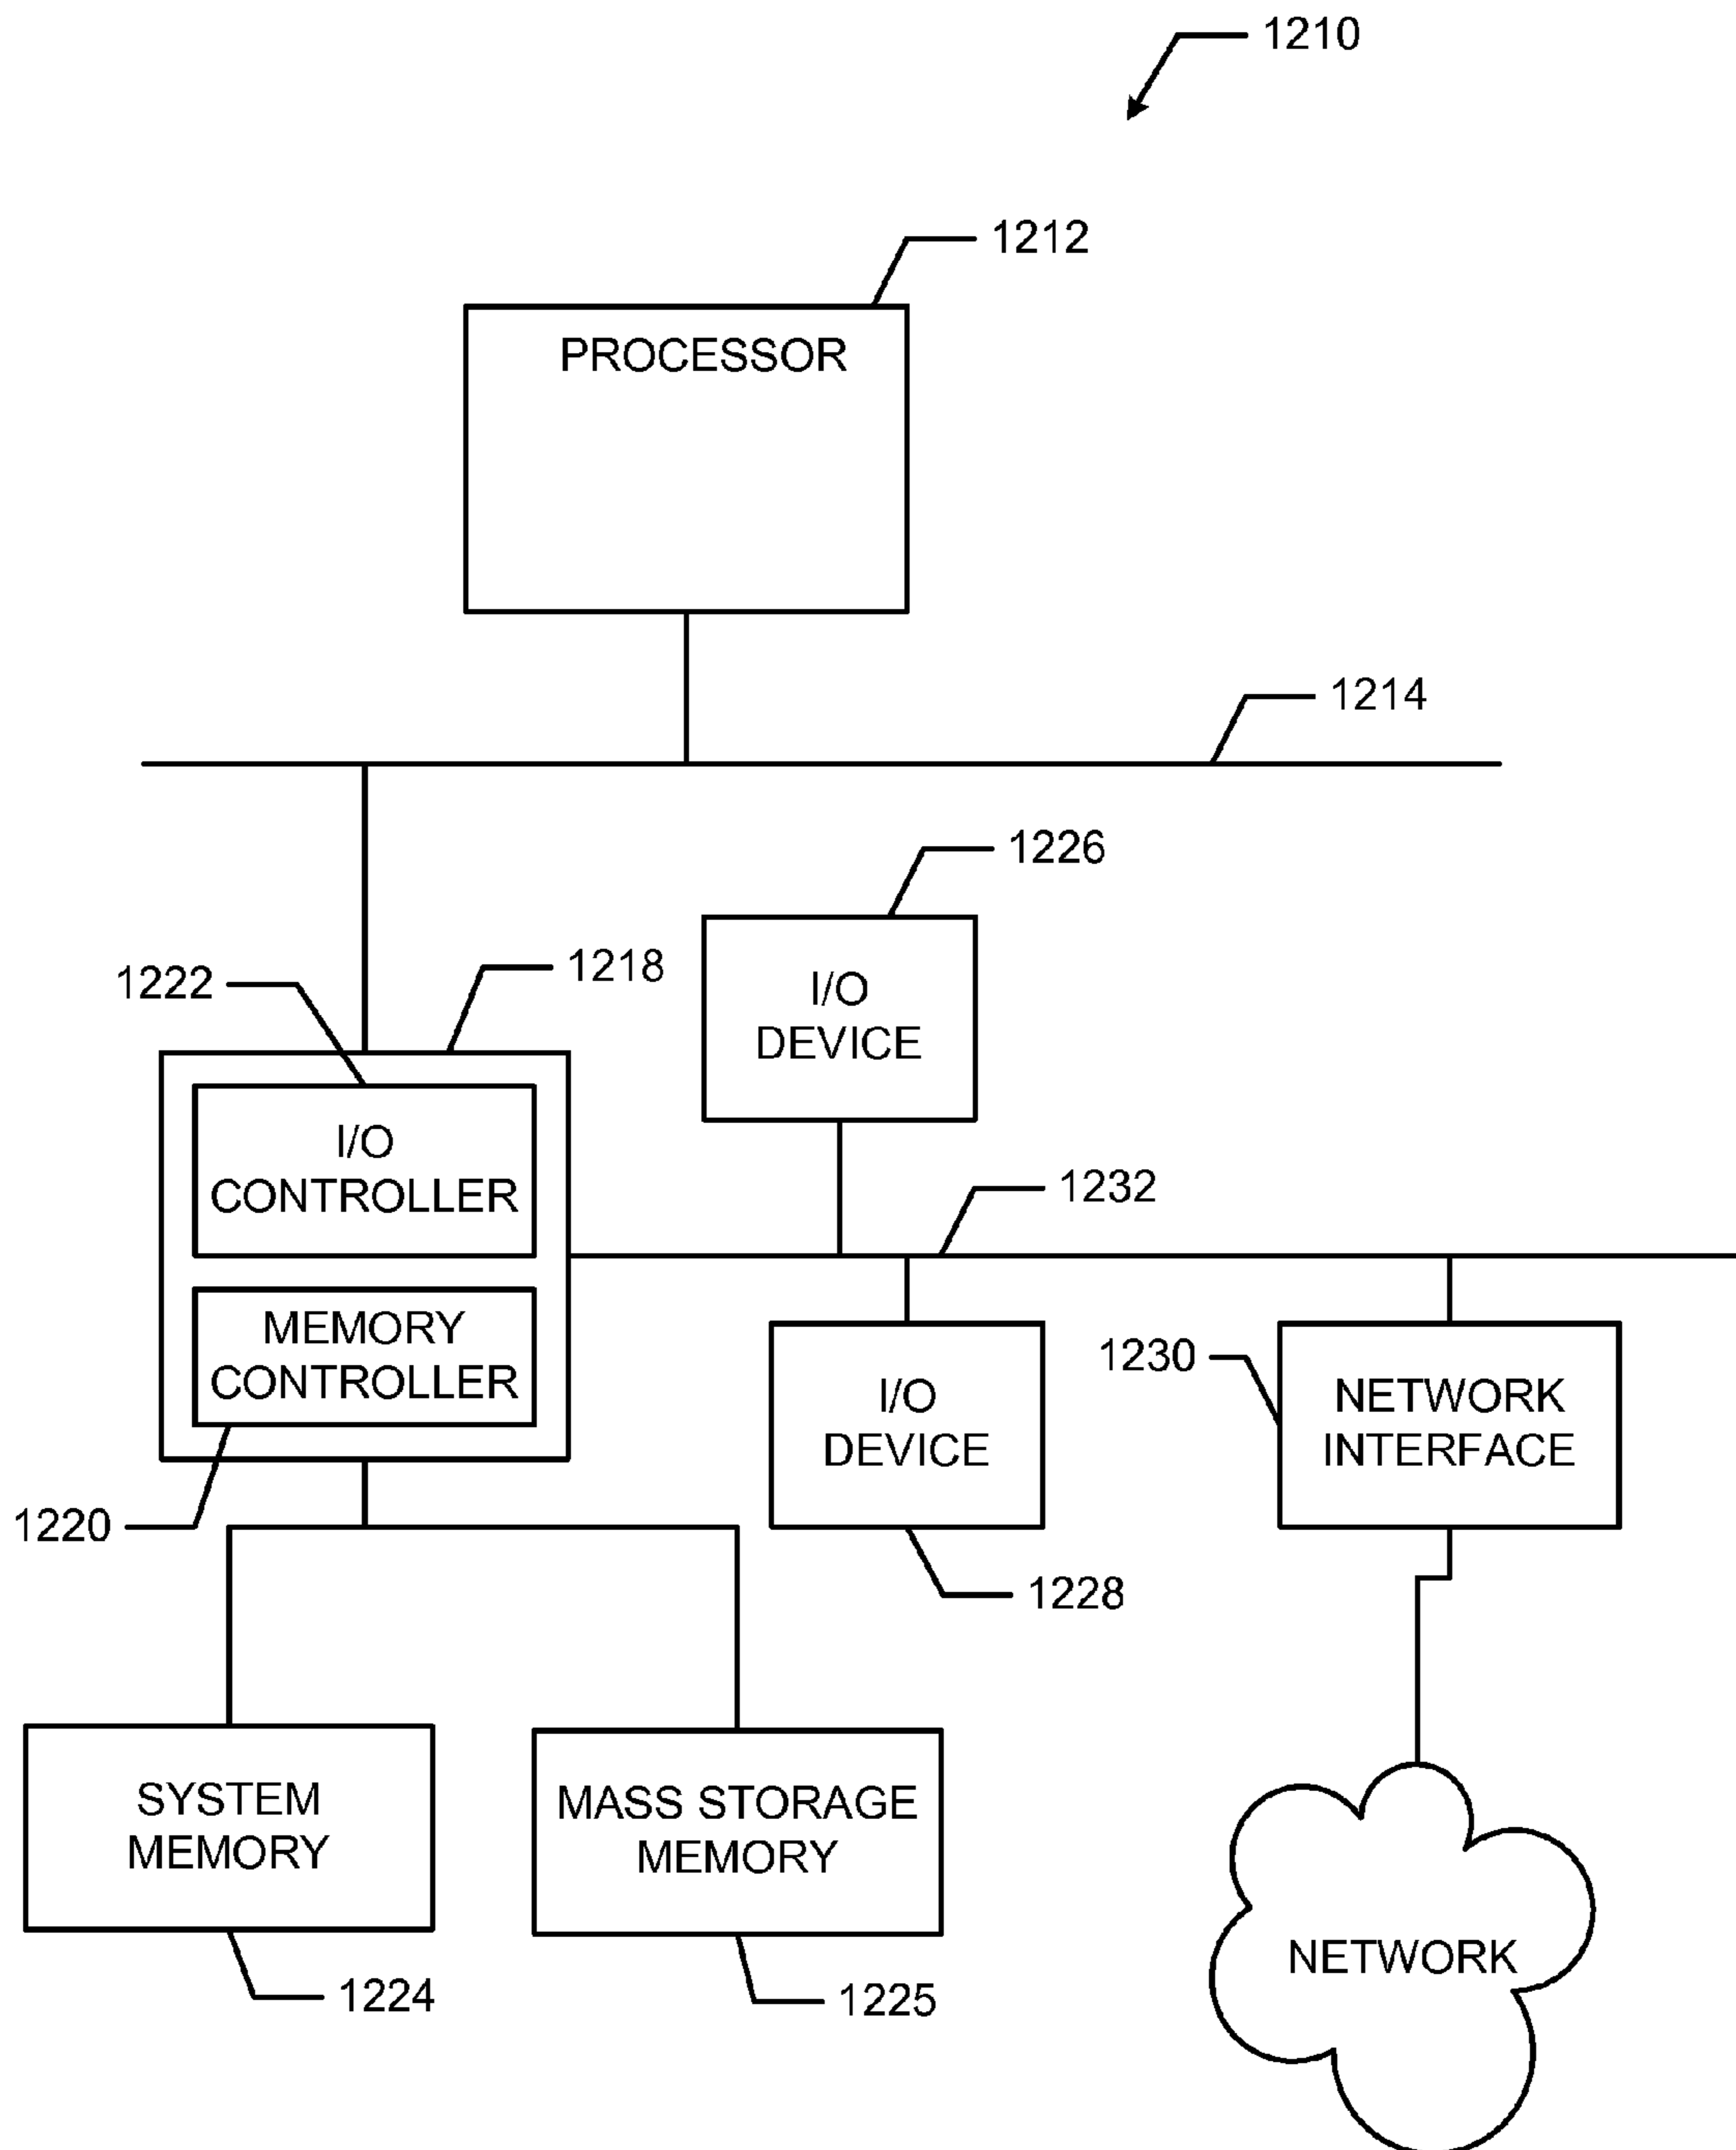 1210
1212
PROCESSOR
1214
1226
1218
1222
I/O
DEVICE
I/O
CONTROLLER
1232
MEMORY
CONTROLLER
1230
I/O
DEVICE
NETWORK
INTERFACE
1220
1228
SYSTEM
MEMORY
MASS STORAGE
MEMORY
NETWORK
1224
1225